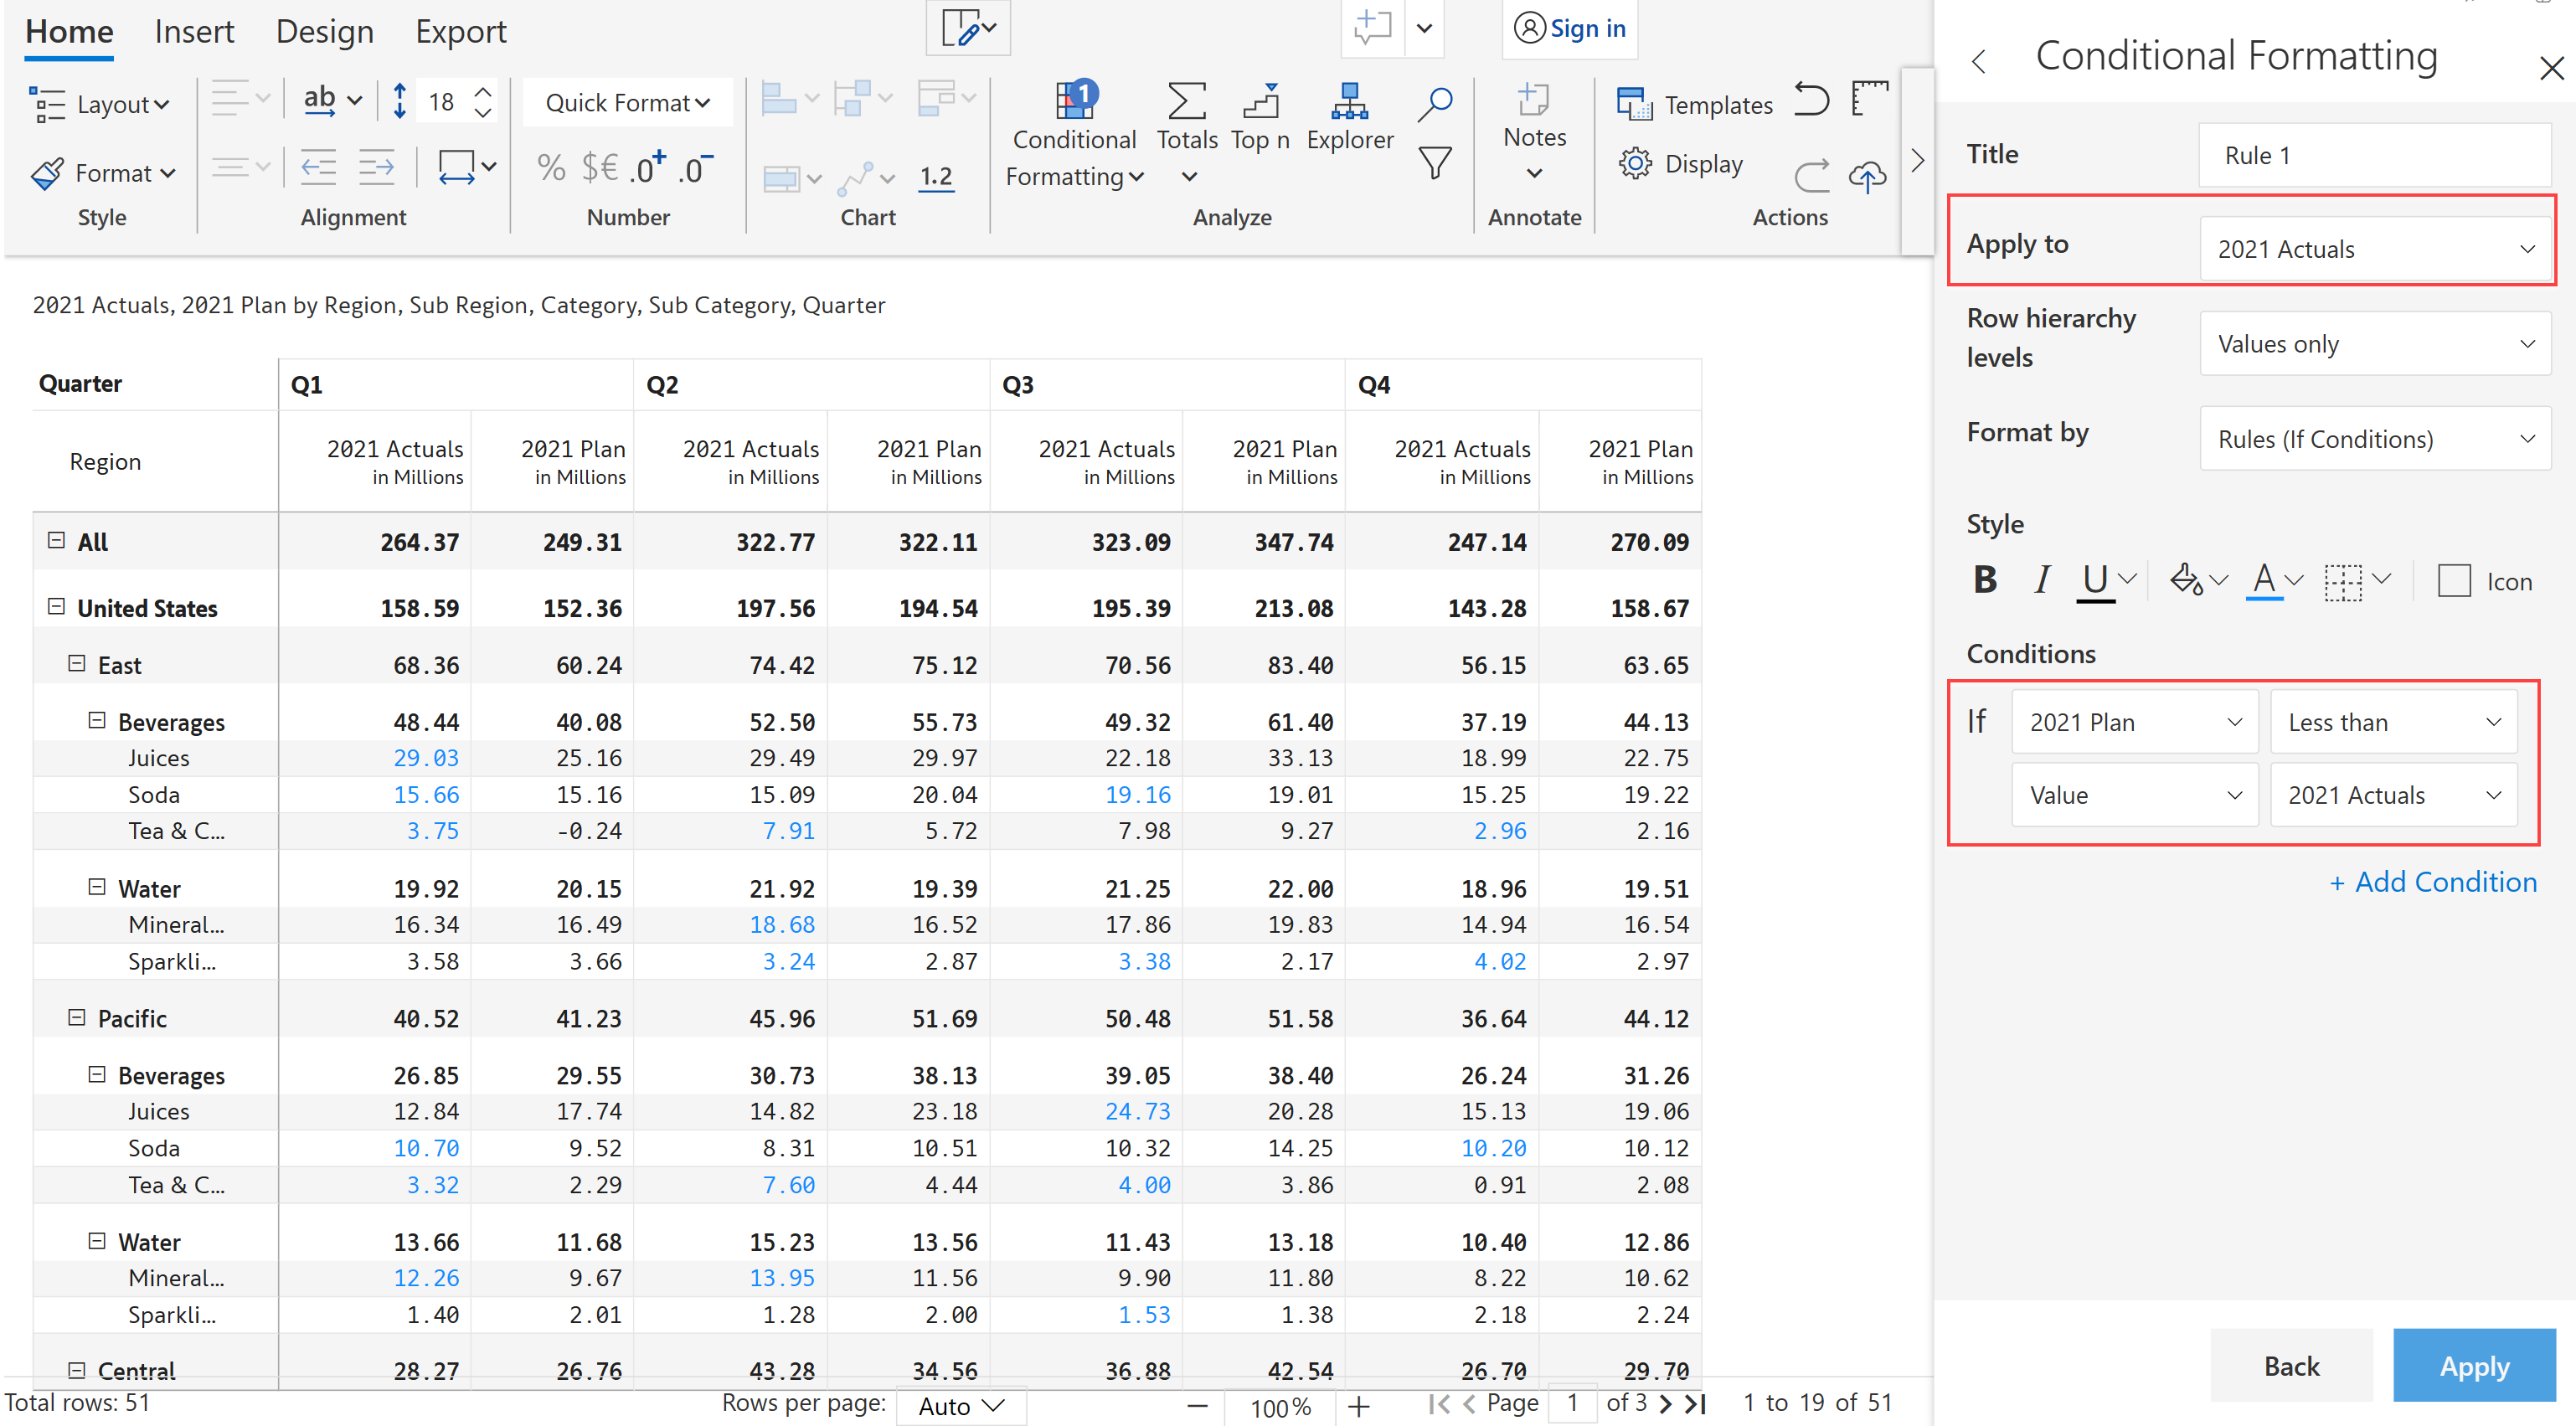 Home Insert Design Export Sign in
Layout ab 18 Quick Format Conditional Formatting 1 Totals Top n Explorer Notes Templates
Format % $€ .0+ .0- 1.2 Display
Style Alignment Number Chart Analyze Annotate Actions
2021 Actuals, 2021 Plan by Region, Sub Region, Category, Sub Category, Quarter
Quarter Q1 Q2 Q3 Q4
Region 2021 Actuals 2021 Plan 2021 Actuals 2021 Plan 2021 Actuals 2021 Plan 2021 Actuals 2021 Plan
in Millions in Millions in Millions in Millions in Millions in Millions in Millions in Millions
All 264.37 249.31 322.77 322.11 323.09 347.74 247.14 270.09
United States 158.59 152.36 197.56 194.54 195.39 213.08 143.28 158.67
East 68.36 60.24 74.42 75.12 70.56 83.40 56.15 63.65
Beverages 48.44 40.08 52.50 55.73 49.32 61.40 37.19 44.13
Juices 29.03 25.16 29.49 29.97 22.18 33.13 18.99 22.75
Soda 15.66 15.16 15.09 20.04 19.16 19.01 15.25 19.22
Tea & C... 3.75 -0.24 7.91 5.72 7.98 9.27 2.96 2.16
Water 19.92 20.15 21.92 19.39 21.25 22.00 18.96 19.51
Mineral... 16.34 16.49 18.68 16.52 17.86 19.83 14.94 16.54
Sparkli... 3.58 3.66 3.24 2.87 3.38 2.17 4.02 2.97
Pacific 40.52 41.23 45.96 51.69 50.48 51.58 36.64 44.12
Beverages 26.85 29.55 30.73 38.13 39.05 38.40 26.24 31.26
Juices 12.84 17.74 14.82 23.18 24.73 20.28 15.13 19.06
Soda 10.70 9.52 8.31 10.51 10.32 14.25 10.20 10.12
Tea & C... 3.32 2.29 7.60 4.44 4.00 3.86 0.91 2.08
Water 13.66 11.68 15.23 13.56 11.43 13.18 10.40 12.86
Mineral... 12.26 9.67 13.95 11.56 9.90 11.80 8.22 10.62
Sparkli... 1.40 2.01 1.28 2.00 1.53 1.38 2.18 2.24
Central 28.27 26.76 43.28 34.56 36.88 42.54 26.70 29.70
Total rows: 51 Rows per page: Auto 100% Page 1 of 3 1 to 19 of 51
Conditional Formatting
Title Rule 1
Apply to 2021 Actuals
Row hierarchy levels Values only
Format by Rules (If Conditions)
Style
B I U A Icon
Conditions
If 2021 Plan Less than
Value 2021 Actuals
+ Add Condition
Back Apply